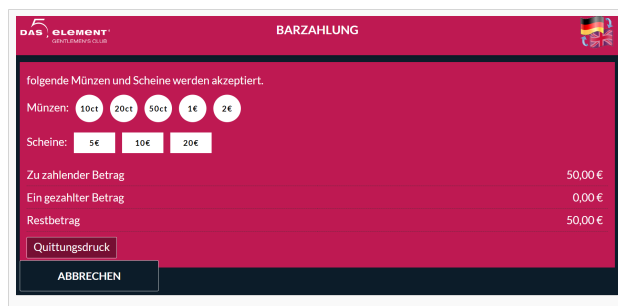 5
DAS ELEMENT'
GENTLEMEN'S CLUB
BARZAHLUNG
folgende Münzen und Scheine werden akzeptiert.
Münzen: 10ct 20ct 50ct 1€ 2€
Scheine: 5€ 10€ 20€
Zu zahlender Betrag 50,00 €
Ein gezahlter Betrag 0,00 €
Restbetrag 50,00 €
Quittungsdruck
ABBRECHEN